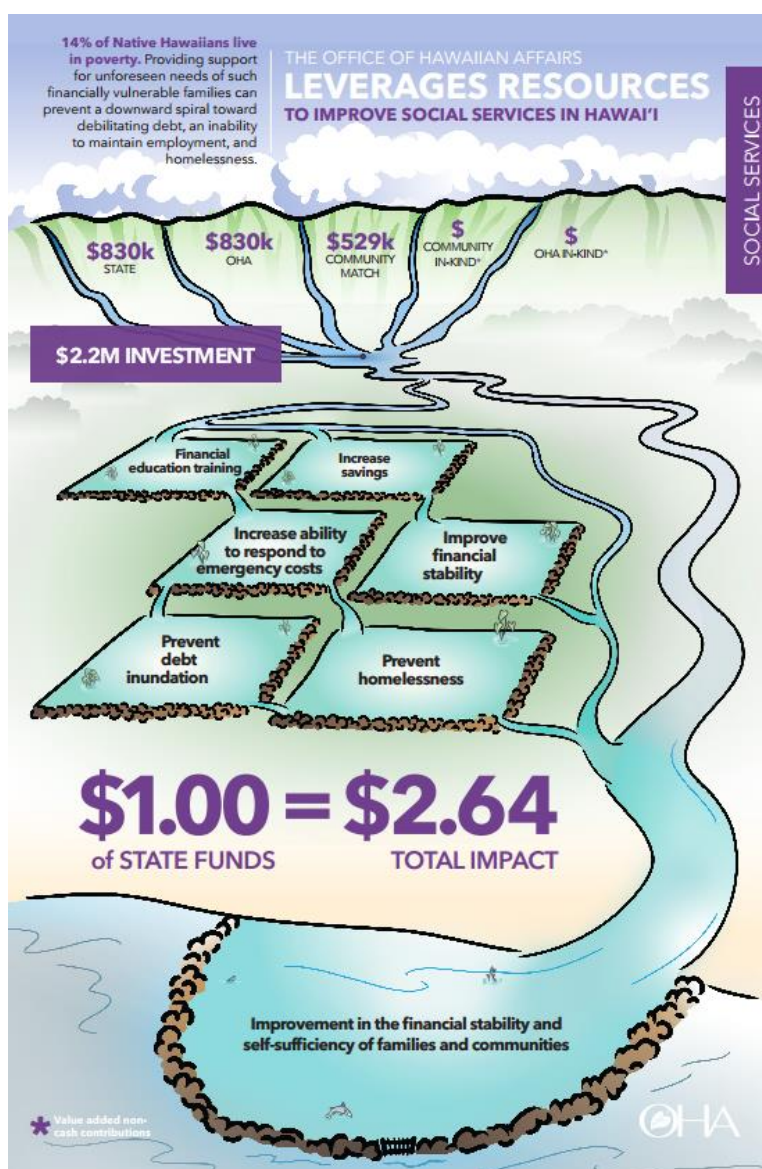 14% of Native Hawaiians live
in poverty. Providing support
for unforeseen needs of such
financially vulnerable families can
prevent a downward spiral toward
debilitating debt, an inability
to maintain employment, and
homelessness.
THE OFFICE OF HAWAIIAN AFFAIRS
LEVERAGES RESOURCES
TO IMPROVE SOCIAL SERVICES IN HAWAI'I
SOCIAL SERVICES
$830k
STATE
$830k
OHA
$529k
COMMUNITY
MATCH
$
COMMUNITY
IN-KIND*
$
OHA IN-KIND*
$2.2M INVESTMENT
Financial
education training
Increase
savings
Increase ability
to respond to
emergency costs
Improve
financial
stability
Prevent
debt
inundation
Prevent
homelessness
$1.00 = $2.64
of STATE FUNDS TOTAL IMPACT
Improvement in the financial stability and
self-sufficiency of families and communities
* Value added non-
cash contributions
OHA